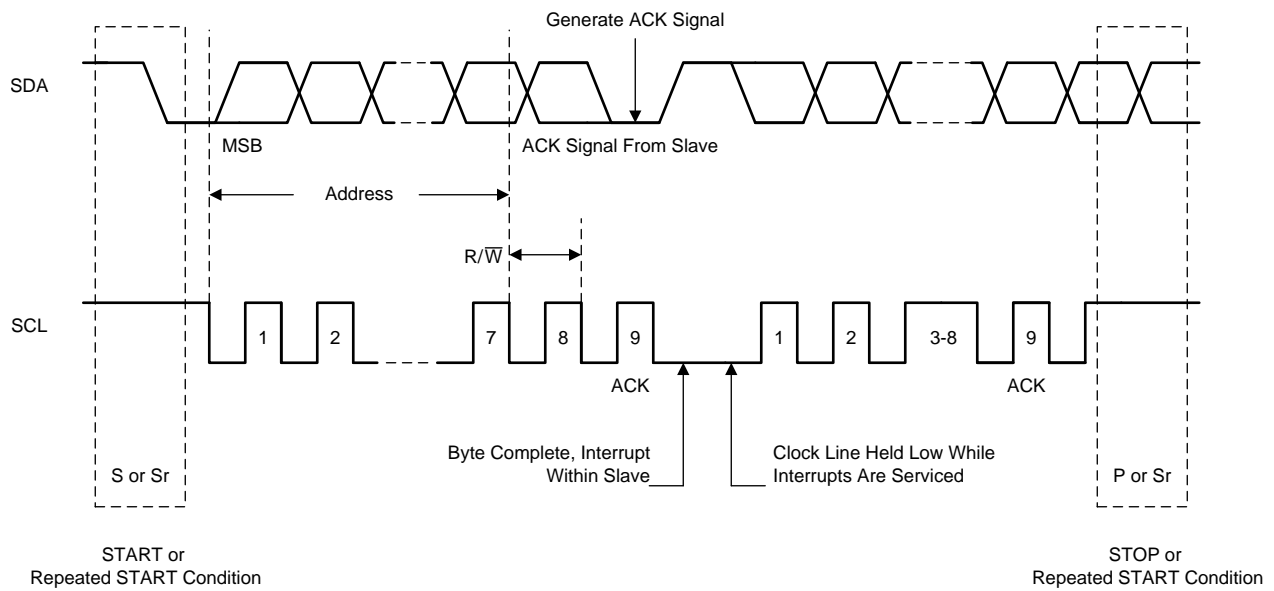 Generate ACK Signal
SDA
MSB
ACK Signal From Slave
Address
R/W̅
SCL
1
2
7
8
9
1
2
3-8
9
ACK
ACK
Byte Complete, Interrupt
Within Slave
Clock Line Held Low While
Interrupts Are Serviced
S or Sr
P or Sr
START or
Repeated START Condition
STOP or
Repeated START Condition